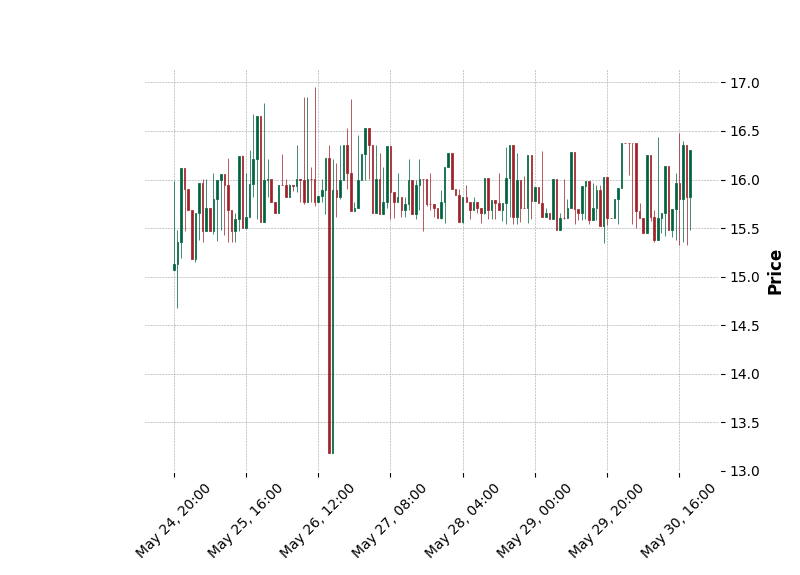 17.0
16.5
16.0
15.5
15.0
14.5
14.0
13.5
13.0
Price
May 24, 20:00
May 25, 16:00
May 26, 12:00
May 27, 08:00
May 28, 04:00
May 29, 00:00
May 29, 20:00
May 30, 16:00